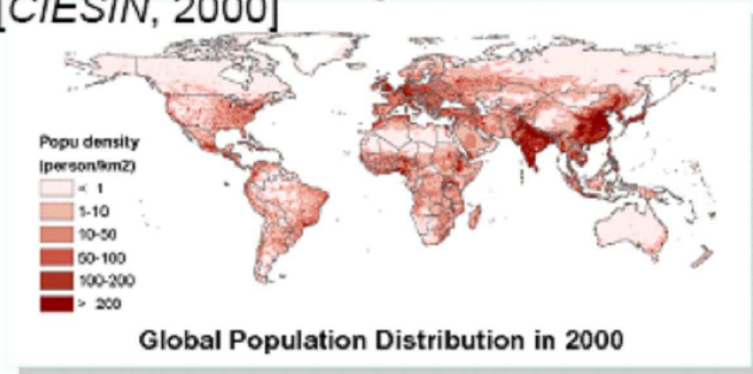 [CIESIN, 2000]
Popu density
(person/km2)
< 1
1-10
10-50
50-100
100-200
> 200
Global Population Distribution in 2000